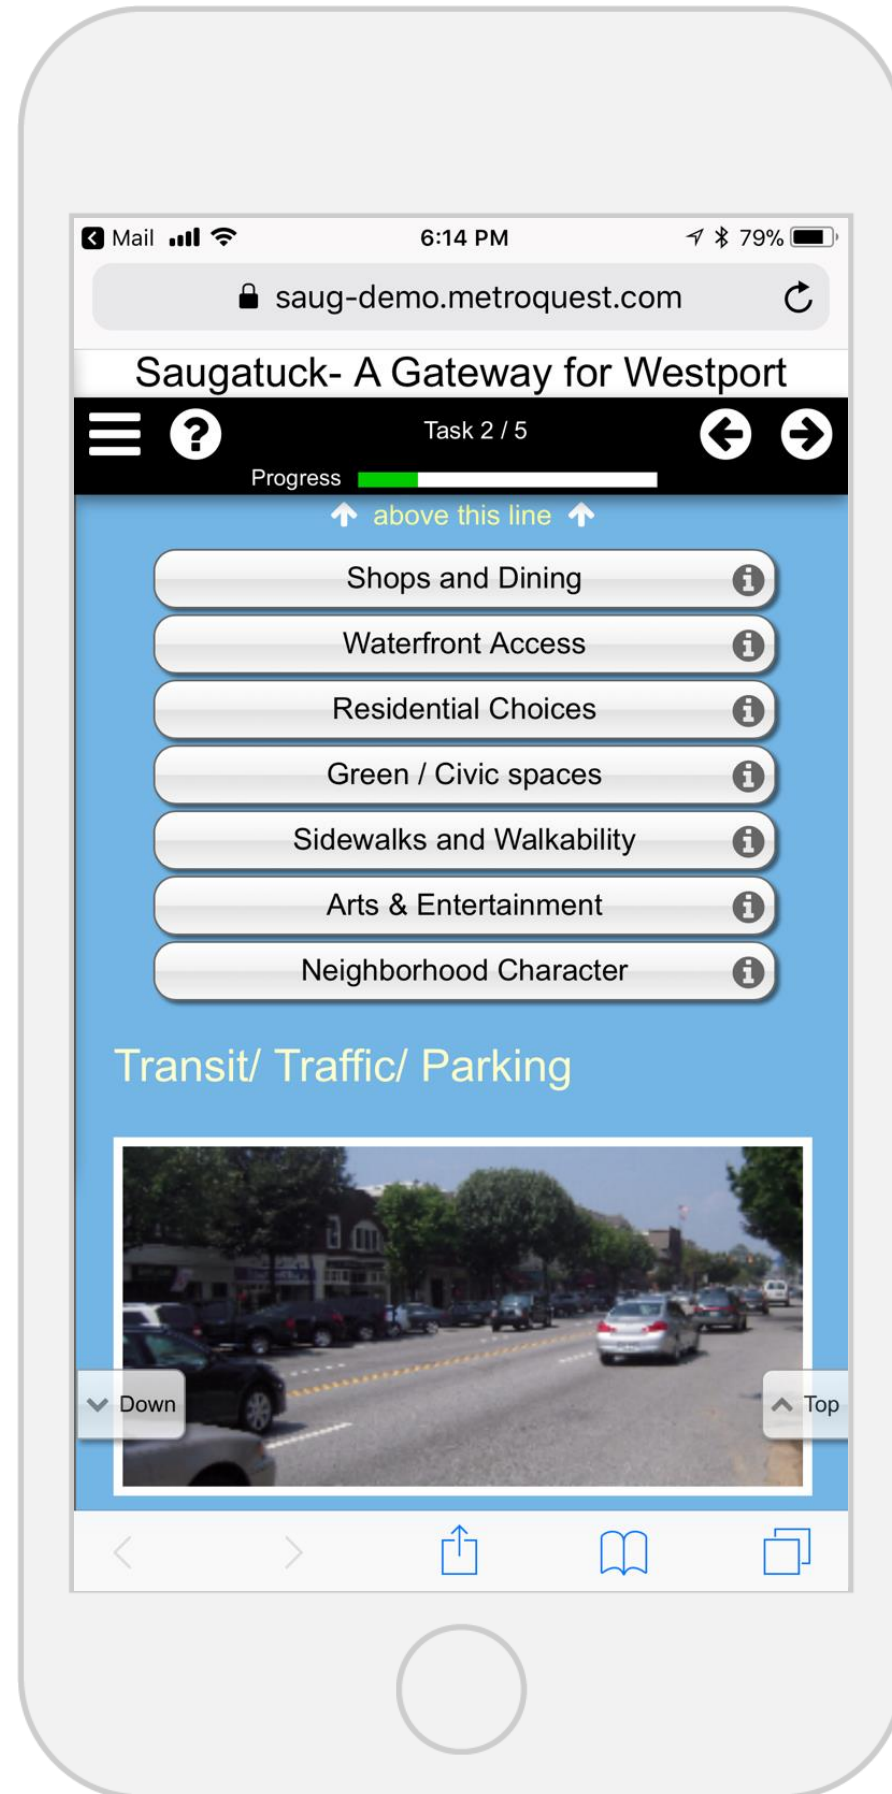 Mail 6:14 PM 79%
saug-demo.metroquest.com
Saugatuck- A Gateway for Westport
Task 2 / 5
Progress
above this line
Shops and Dining
Waterfront Access
Residential Choices
Green / Civic spaces
Sidewalks and Walkability
Arts & Entertainment
Neighborhood Character
Transit/ Traffic/ Parking
Down Top